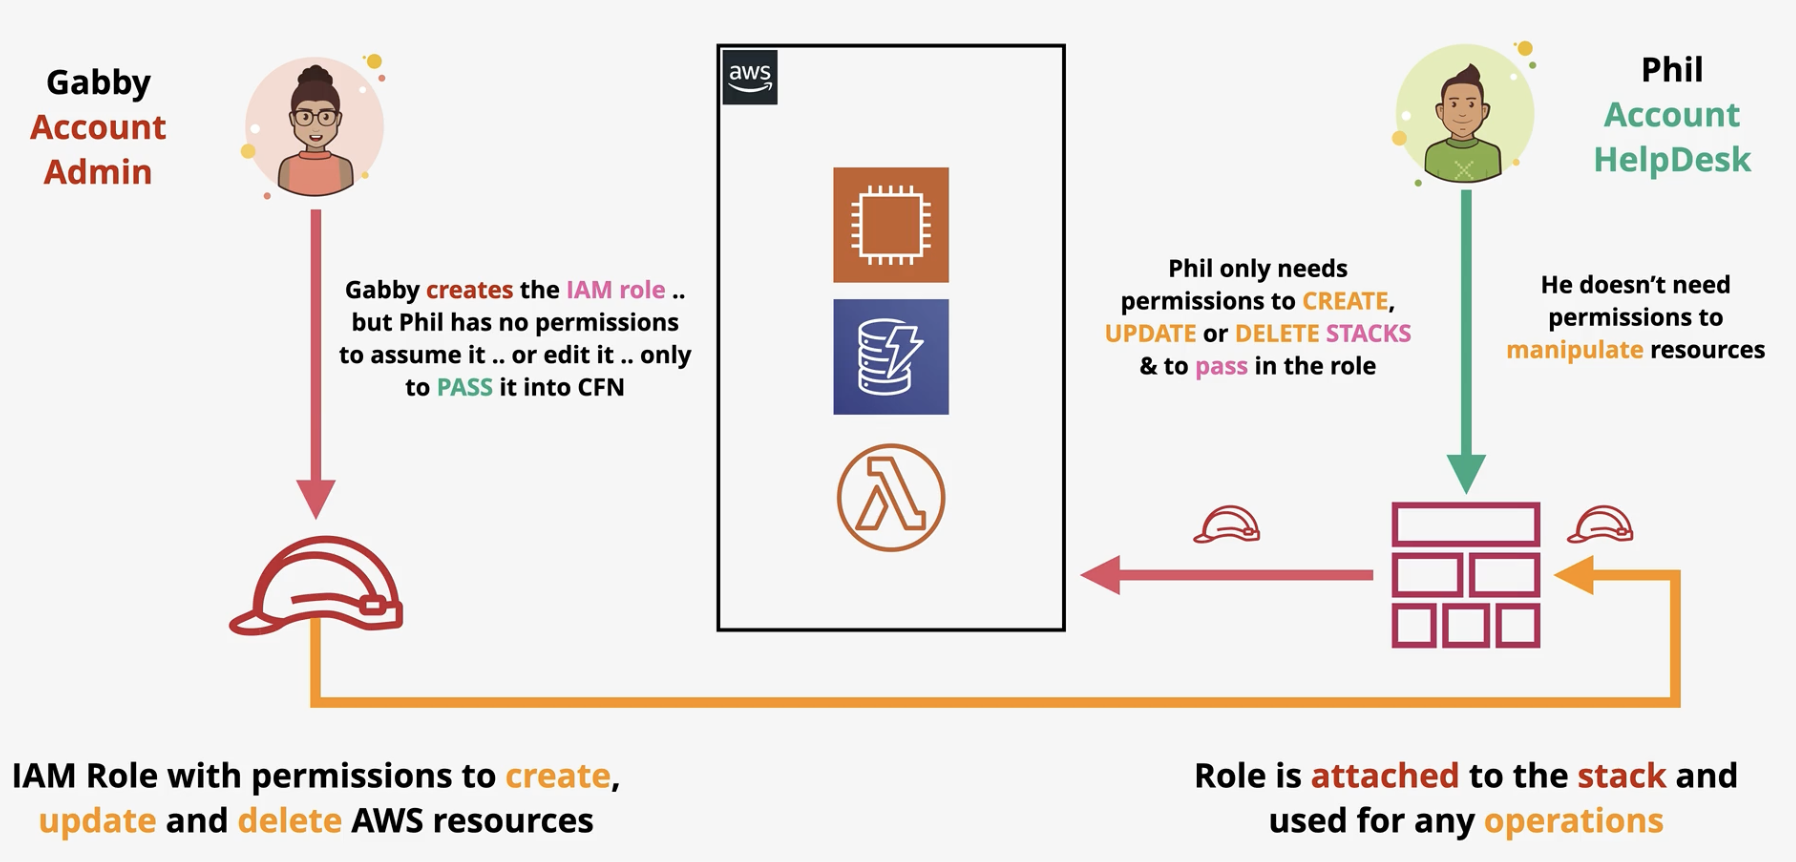 Gabby
Account
Admin
aws
Phil
Account
HelpDesk
Gabby creates the IAM role ..
but Phil has no permissions
to assume it .. or edit it .. only
to PASS it into CFN
Phil only needs
permissions to CREATE,
UPDATE or DELETE STACKS
& to pass in the role
He doesn’t need
permissions to
manipulate resources
IAM Role with permissions to create,
update and delete AWS resources
Role is attached to the stack and
used for any operations